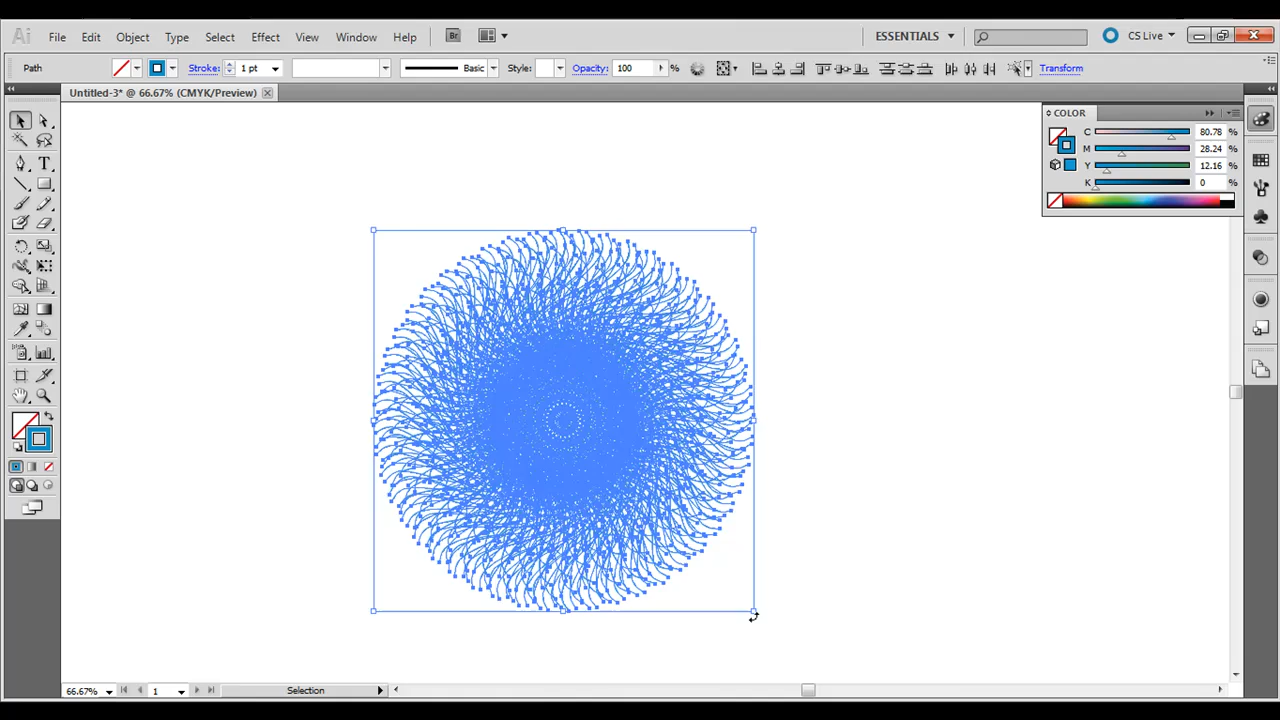 Ai File Edit Object Type Select Effect View Window Help Br ESSENTIALS CS Live
Path Stroke: 1 pt Basic Style: Opacity: 100 % Transform
Untitled-3* @ 66.67% (CMYK/Preview)
COLOR
C 80.78 %
M 28.24 %
Y 12.16 %
K 0 %
T
66.67% 1 Selection